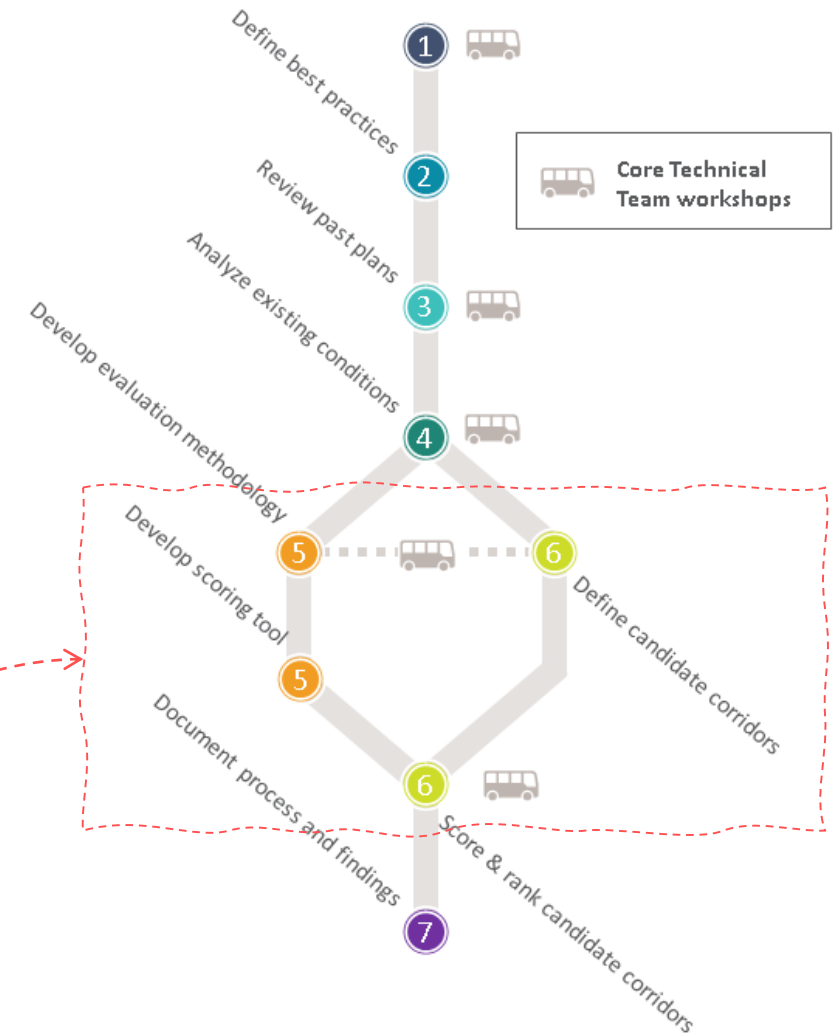 1
Define best practices
2
Core Technical
Team workshops
Review past plans
3
Analyze existing conditions
4
Develop evaluation methodology
5
6
Develop scoring tool
Define candidate corridors
5
Document process and findings
6
Score & rank candidate corridors
7